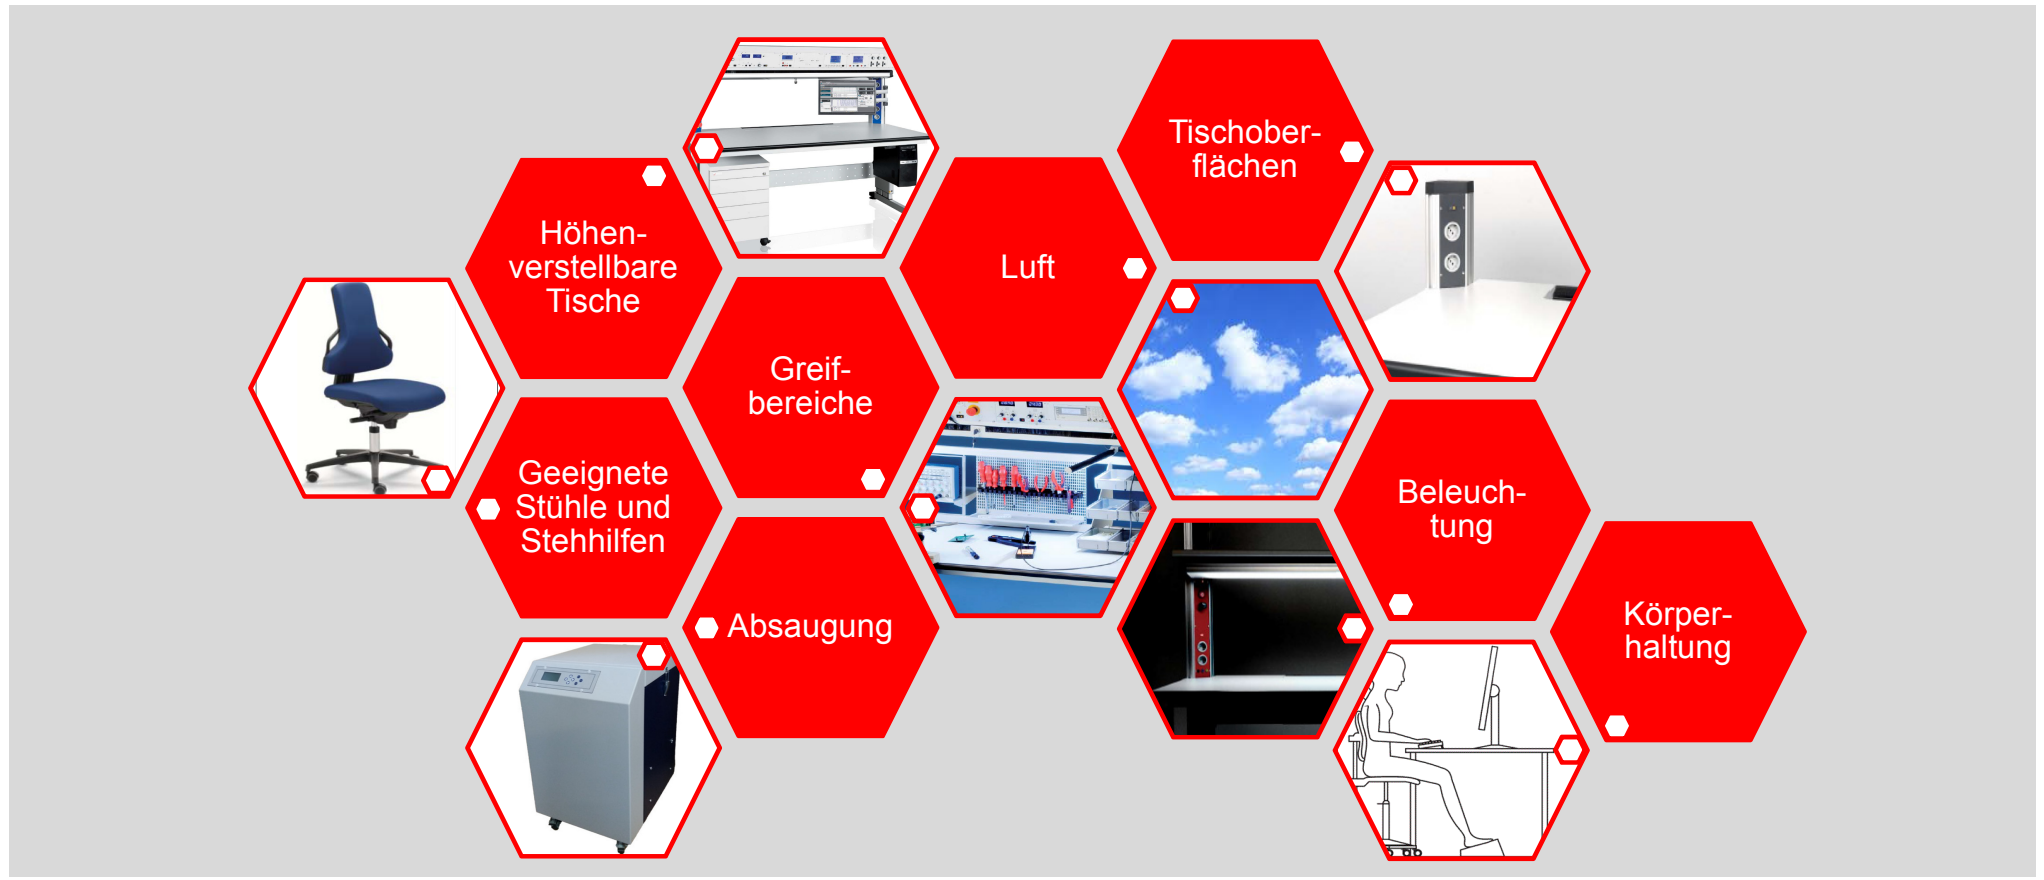 Höhen-
verstellbare
Tische
Geeignete
Stühle und
Stehhilfen
Greif-
bereiche
Absaugung
Luft
Tischober-
flächen
Beleuch-
tung
Körper-
haltung